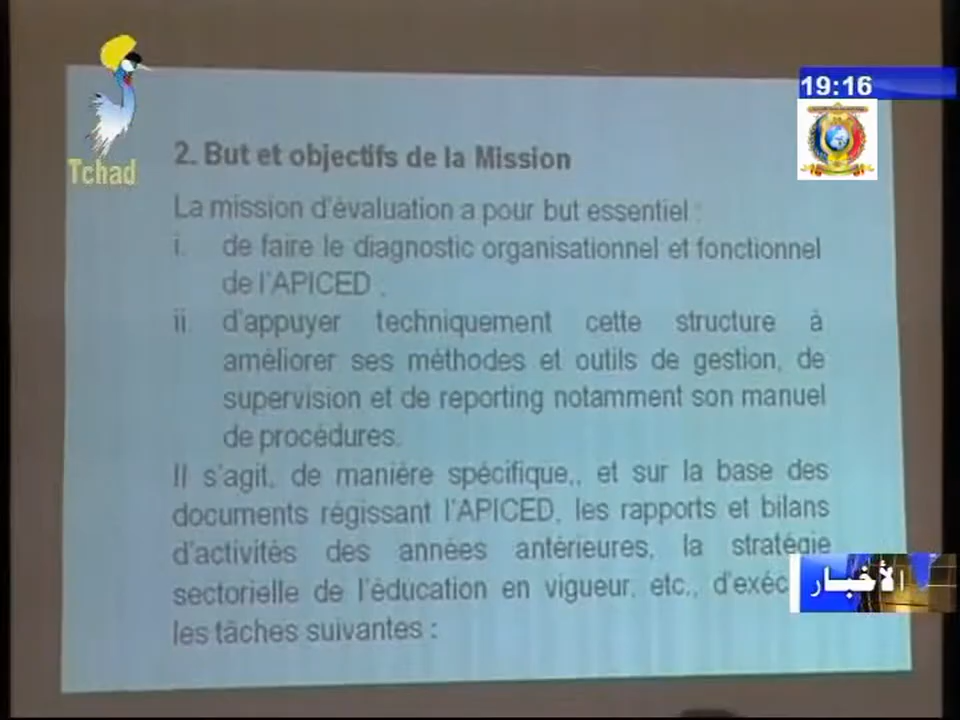 19:16
Tchad
2. But et objectifs de la Mission
La mission d'évaluation a pour but essentiel :
i. de faire le diagnostic organisationnel et fonctionnel
de l'APICED .
ii. d'appuyer techniquement cette structure à
améliorer ses méthodes et outils de gestion, de
supervision et de reporting notamment son manuel
de procédures.
Il s'agit, de manière spécifique,, et sur la base des
documents régissant l'APICED, les rapports et bilans
d'activités des années antérieures, la stratégie
sectorielle de l'éducation en vigueur, etc., d'exéc
les tâches suivantes :
الأخبار